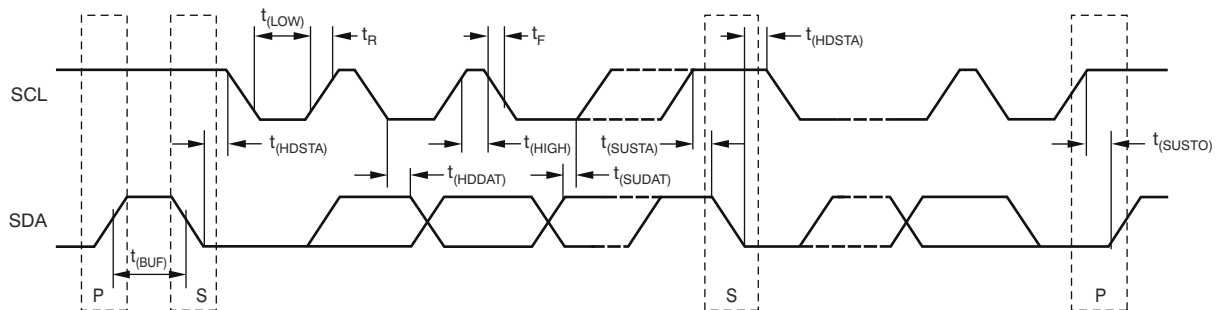 t(LOW)
tR
tF
t(HDSTA)
SCL
t(HDSTA)
t(HIGH)
t(SUSTA)
t(SUSTO)
t(HDDAT)
t(SUDAT)
SDA
t(BUF)
P
S
S
P